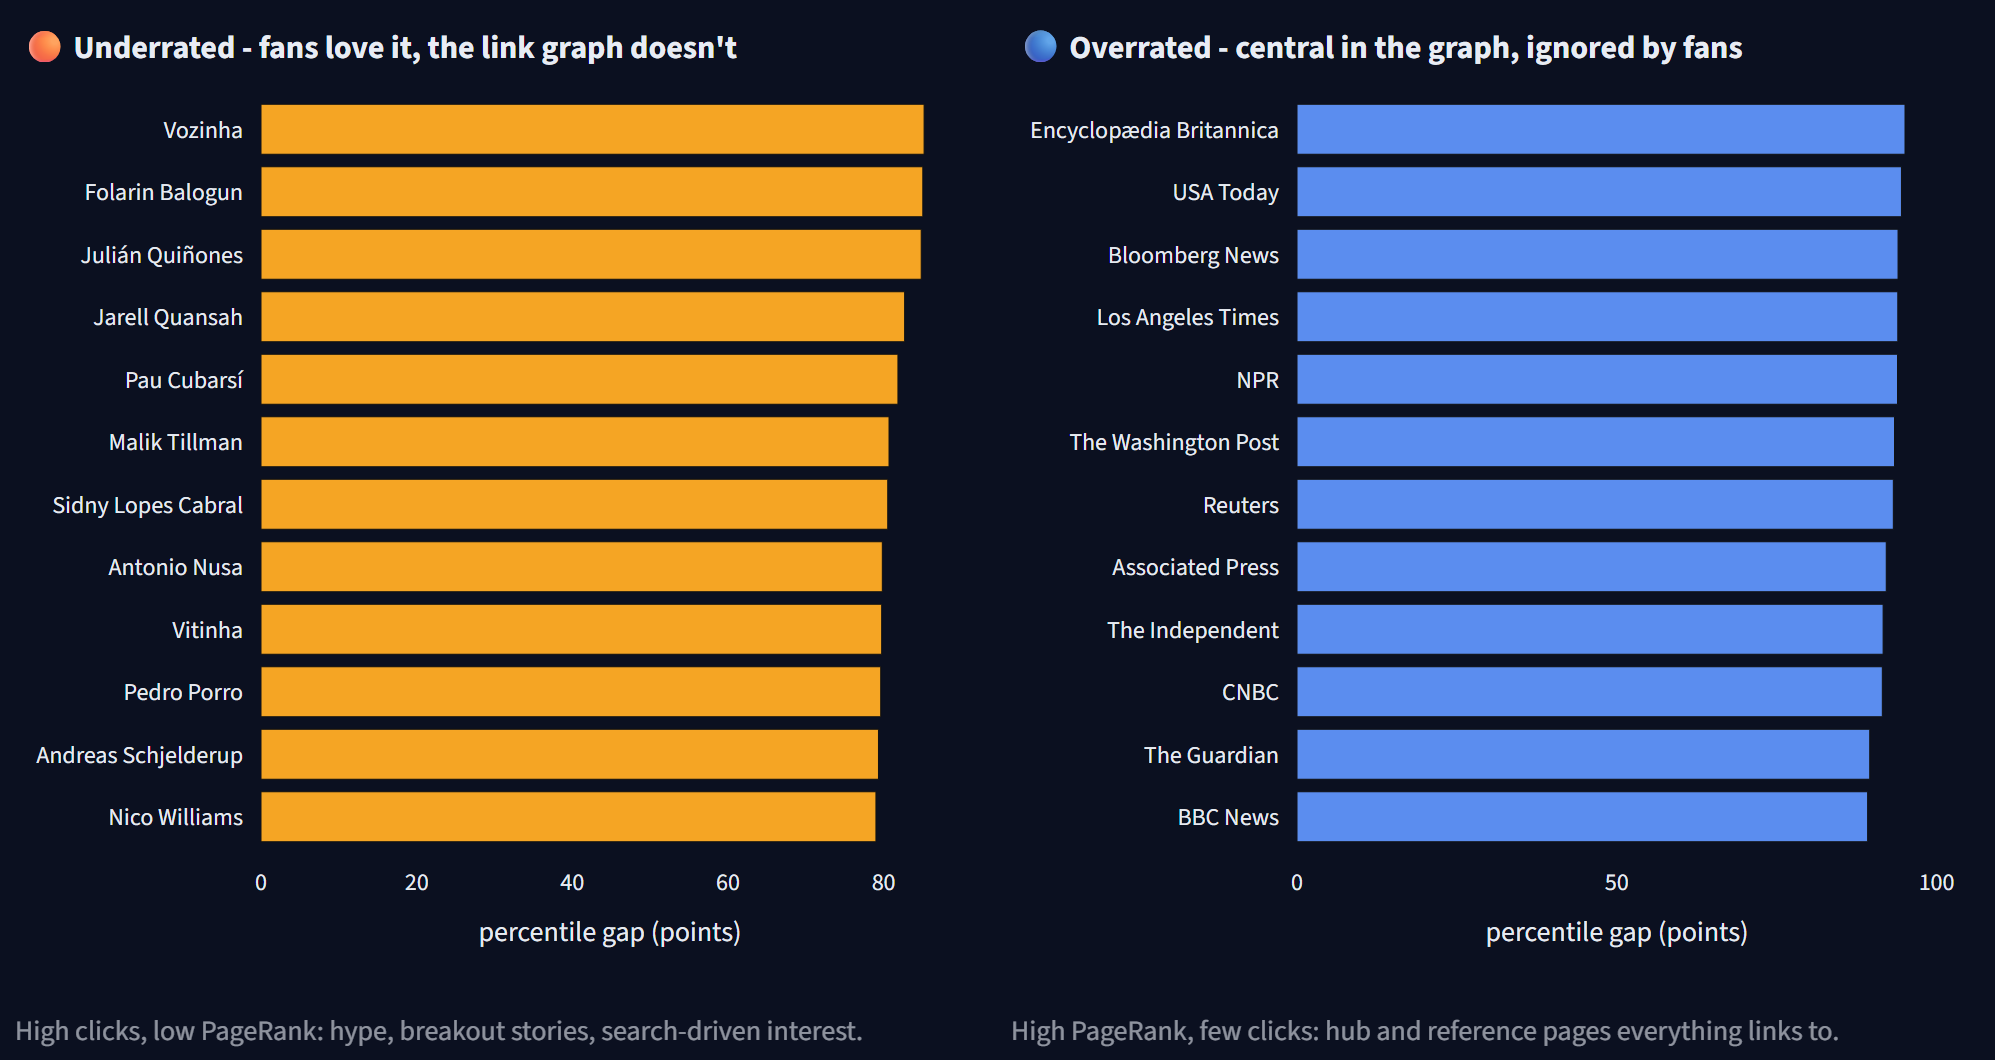 Underrated - fans love it, the link graph doesn't
Vozinha
Folarin Balogun
Julián Quiñones
Jarell Quansah
Pau Cubarsí
Malik Tillman
Sidny Lopes Cabral
Antonio Nusa
Vitinha
Pedro Porro
Andreas Schjelderup
Nico Williams
0 20 40 60 80
percentile gap (points)
High clicks, low PageRank: hype, breakout stories, search-driven interest.
Overrated - central in the graph, ignored by fans
Encyclopædia Britannica
USA Today
Bloomberg News
Los Angeles Times
NPR
The Washington Post
Reuters
Associated Press
The Independent
CNBC
The Guardian
BBC News
0 50 100
percentile gap (points)
High PageRank, few clicks: hub and reference pages everything links to.